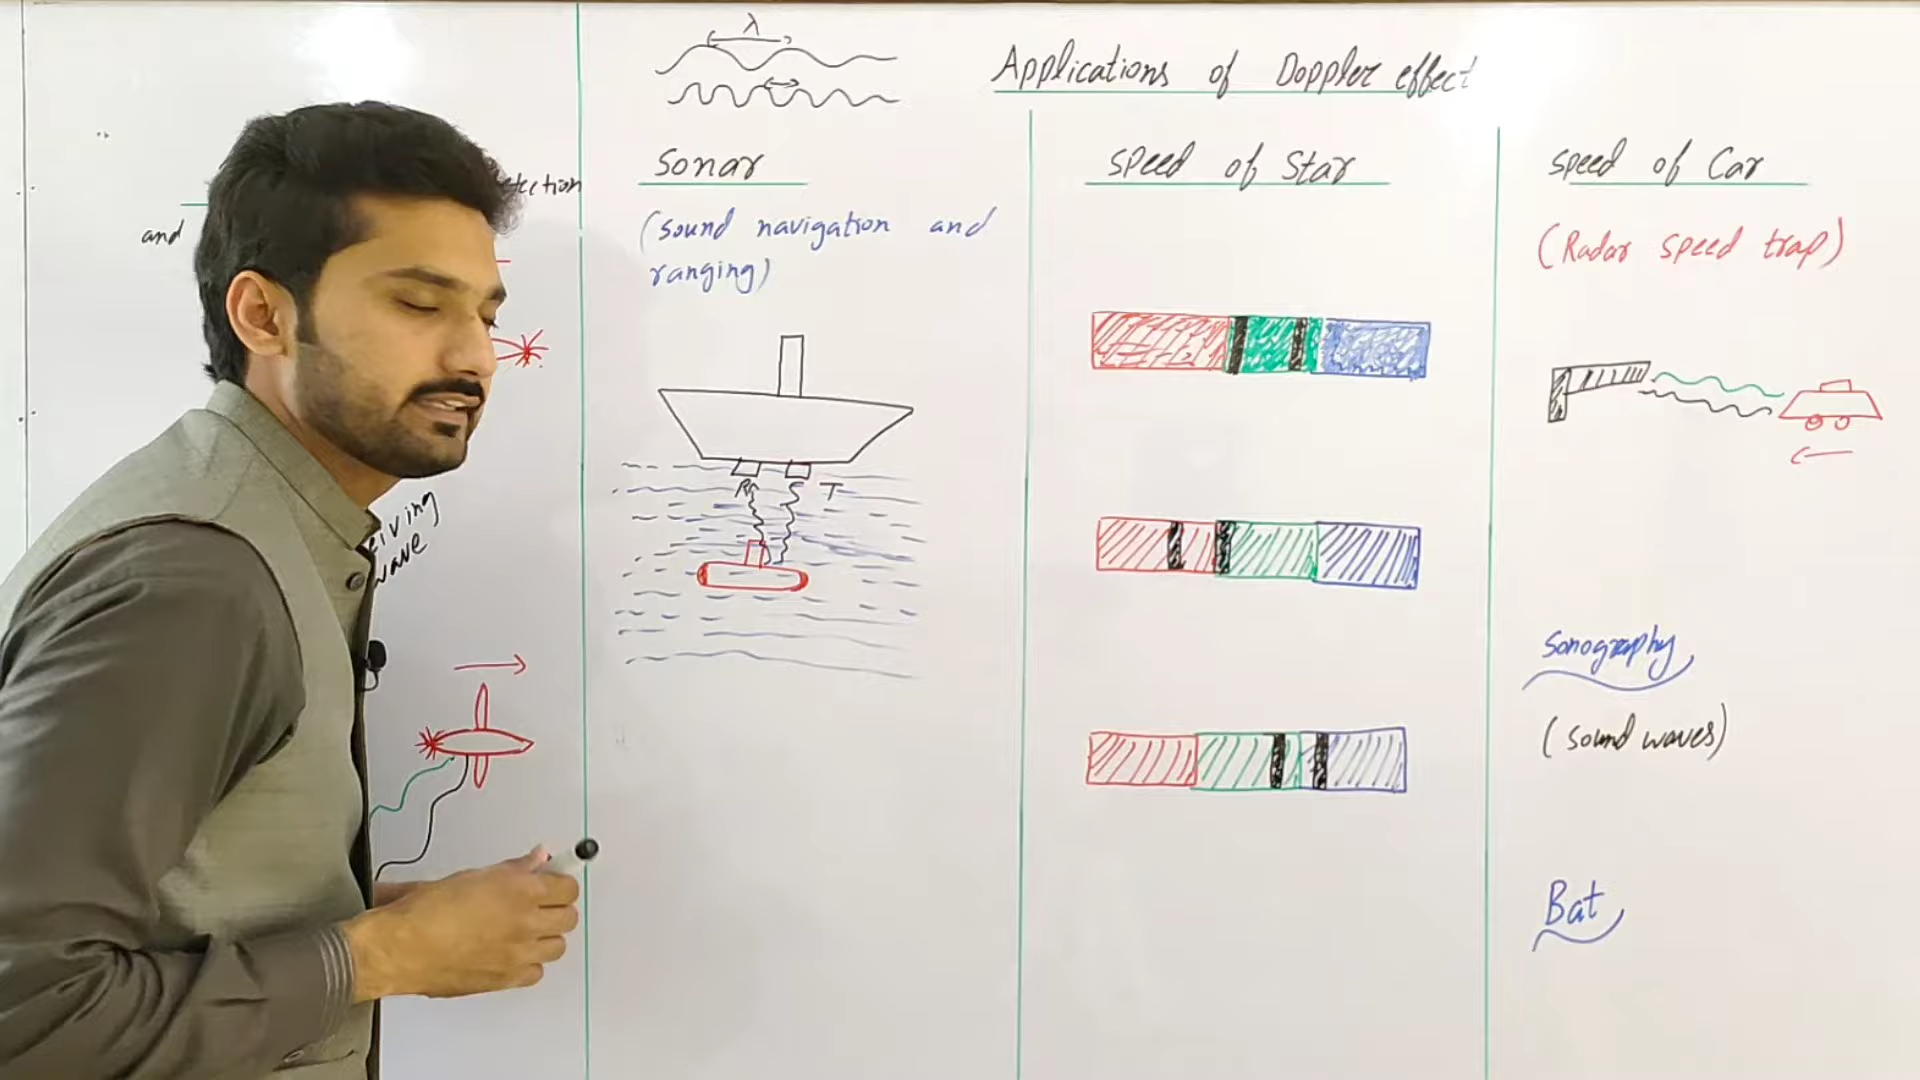 λ
Applications of Doppler effect
and
Sonar
(sound navigation and
ranging)
R
T
wave
speed of Star
speed of Car
(Radar speed trap)
Sonography
(sound waves)
Bat